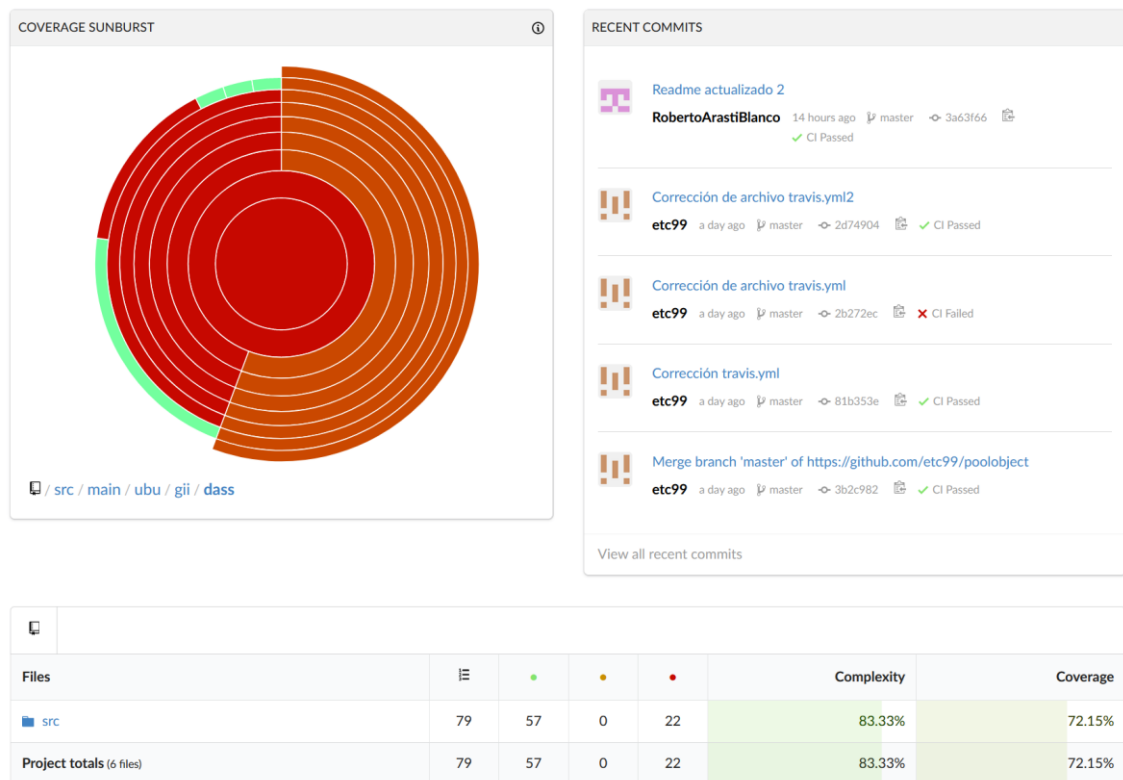 COVERAGE SUNBURST
/ src / main / ubu / gii / dass
RECENT COMMITS
Readme actualizado 2
RobertoArastiBlanco 14 hours ago master 3a63f66
CI Passed
Corrección de archivo travis.yml2
etc99 a day ago master 2d74904 CI Passed
Corrección de archivo travis.yml
etc99 a day ago master 2b272ec CI Failed
Corrección travis.yml
etc99 a day ago master 81b353e CI Passed
Merge branch 'master' of https://github.com/etc99/poolobject
etc99 a day ago master 3b2c982 CI Passed
View all recent commits
Files Complexity Coverage
src 79 57 0 22 83.33% 72.15%
Project totals (6 files) 79 57 0 22 83.33% 72.15%